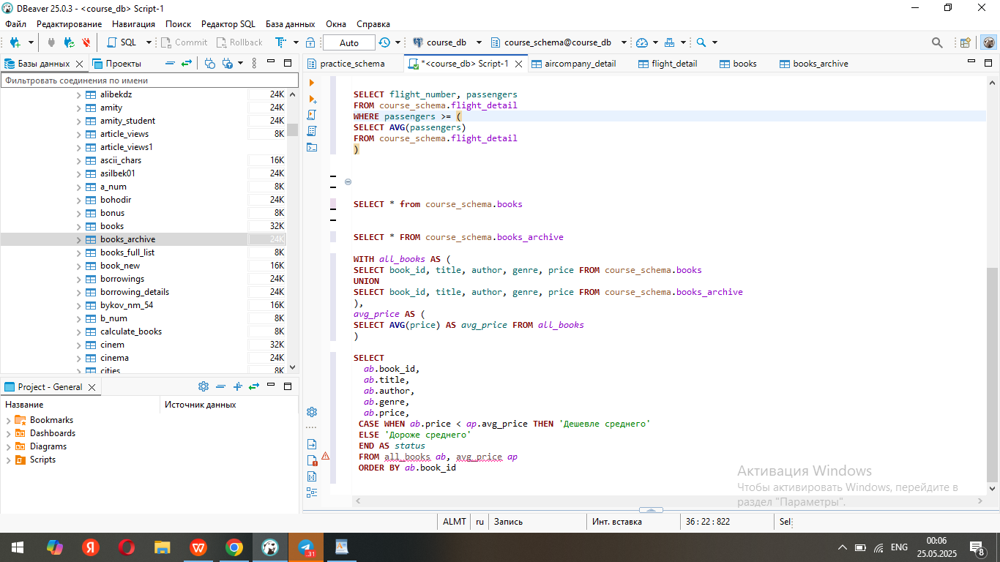 DBeaver 25.0.3 - <course_db> Script-1
Файл Редактирование Навигация Поиск Редактор SQL База данных Окна Справка
SQL Commit Rollback Auto course_db course_schema@course_db
Базы данных Проекты practice_schema *<course_db> Script-1 aircompany_detail flight_detail books books_archive
Фильтровать соединения по имени
alibekdz 24K
amity 24K
amity_student 24K
article_views 8K
article_views1
ascii_chars 16K
asilbek01 24K
a_num 8K
bohodir 24K
bonus 8K
books 32K
books_archive 24K
books_full_list 8K
book_new 16K
borrowings 24K
borrowing_details 24K
bykov_nm_54 16K
b_num 8K
calculate_books 8K
cinem 32K
cinema 24K
cities 8K
Project - General
Название Источник данных
Bookmarks
Dashboards
Diagrams
Scripts
SELECT flight_number, passengers
FROM course_schema.flight_detail
WHERE passengers >= (
SELECT AVG(passengers)
FROM course_schema.flight_detail
)
SELECT * from course_schema.books
SELECT * FROM course_schema.books_archive
WITH all_books AS (
SELECT book_id, title, author, genre, price FROM course_schema.books
UNION
SELECT book_id, title, author, genre, price FROM course_schema.books_archive
),
avg_price AS (
SELECT AVG(price) AS avg_price FROM all_books
)
SELECT
ab.book_id,
ab.title,
ab.author,
ab.genre,
ab.price,
CASE WHEN ab.price < ap.avg_price THEN 'Дешевле среднего'
ELSE 'Дороже среднего'
END AS status
FROM all_books ab, avg_price ap
ORDER BY ab.book_id
Активация Windows
Чтобы активировать Windows, перейдите в
раздел "Параметры".
ALMT ru Запись Инт. вставка 36 : 22 : 822 Sel
31 ENG 00:06
25.05.2025 8